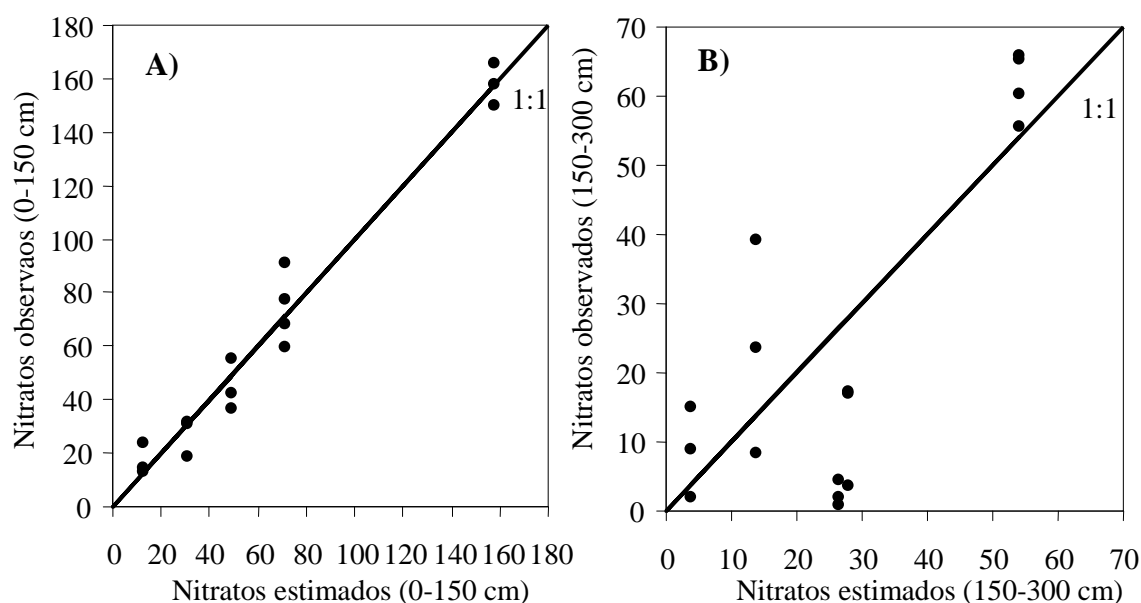 A)
Nitratos observaos (0-150 cm)
180
160
140
120
100
80
60
40
20
0
1:1
0 20 40 60 80 100 120 140 160 180
Nitratos estimados (0-150 cm)
B)
Nitratos observados (150-300 cm)
70
60
50
40
30
20
10
0
1:1
0 10 20 30 40 50 60 70
Nitratos estimados (150-300 cm)